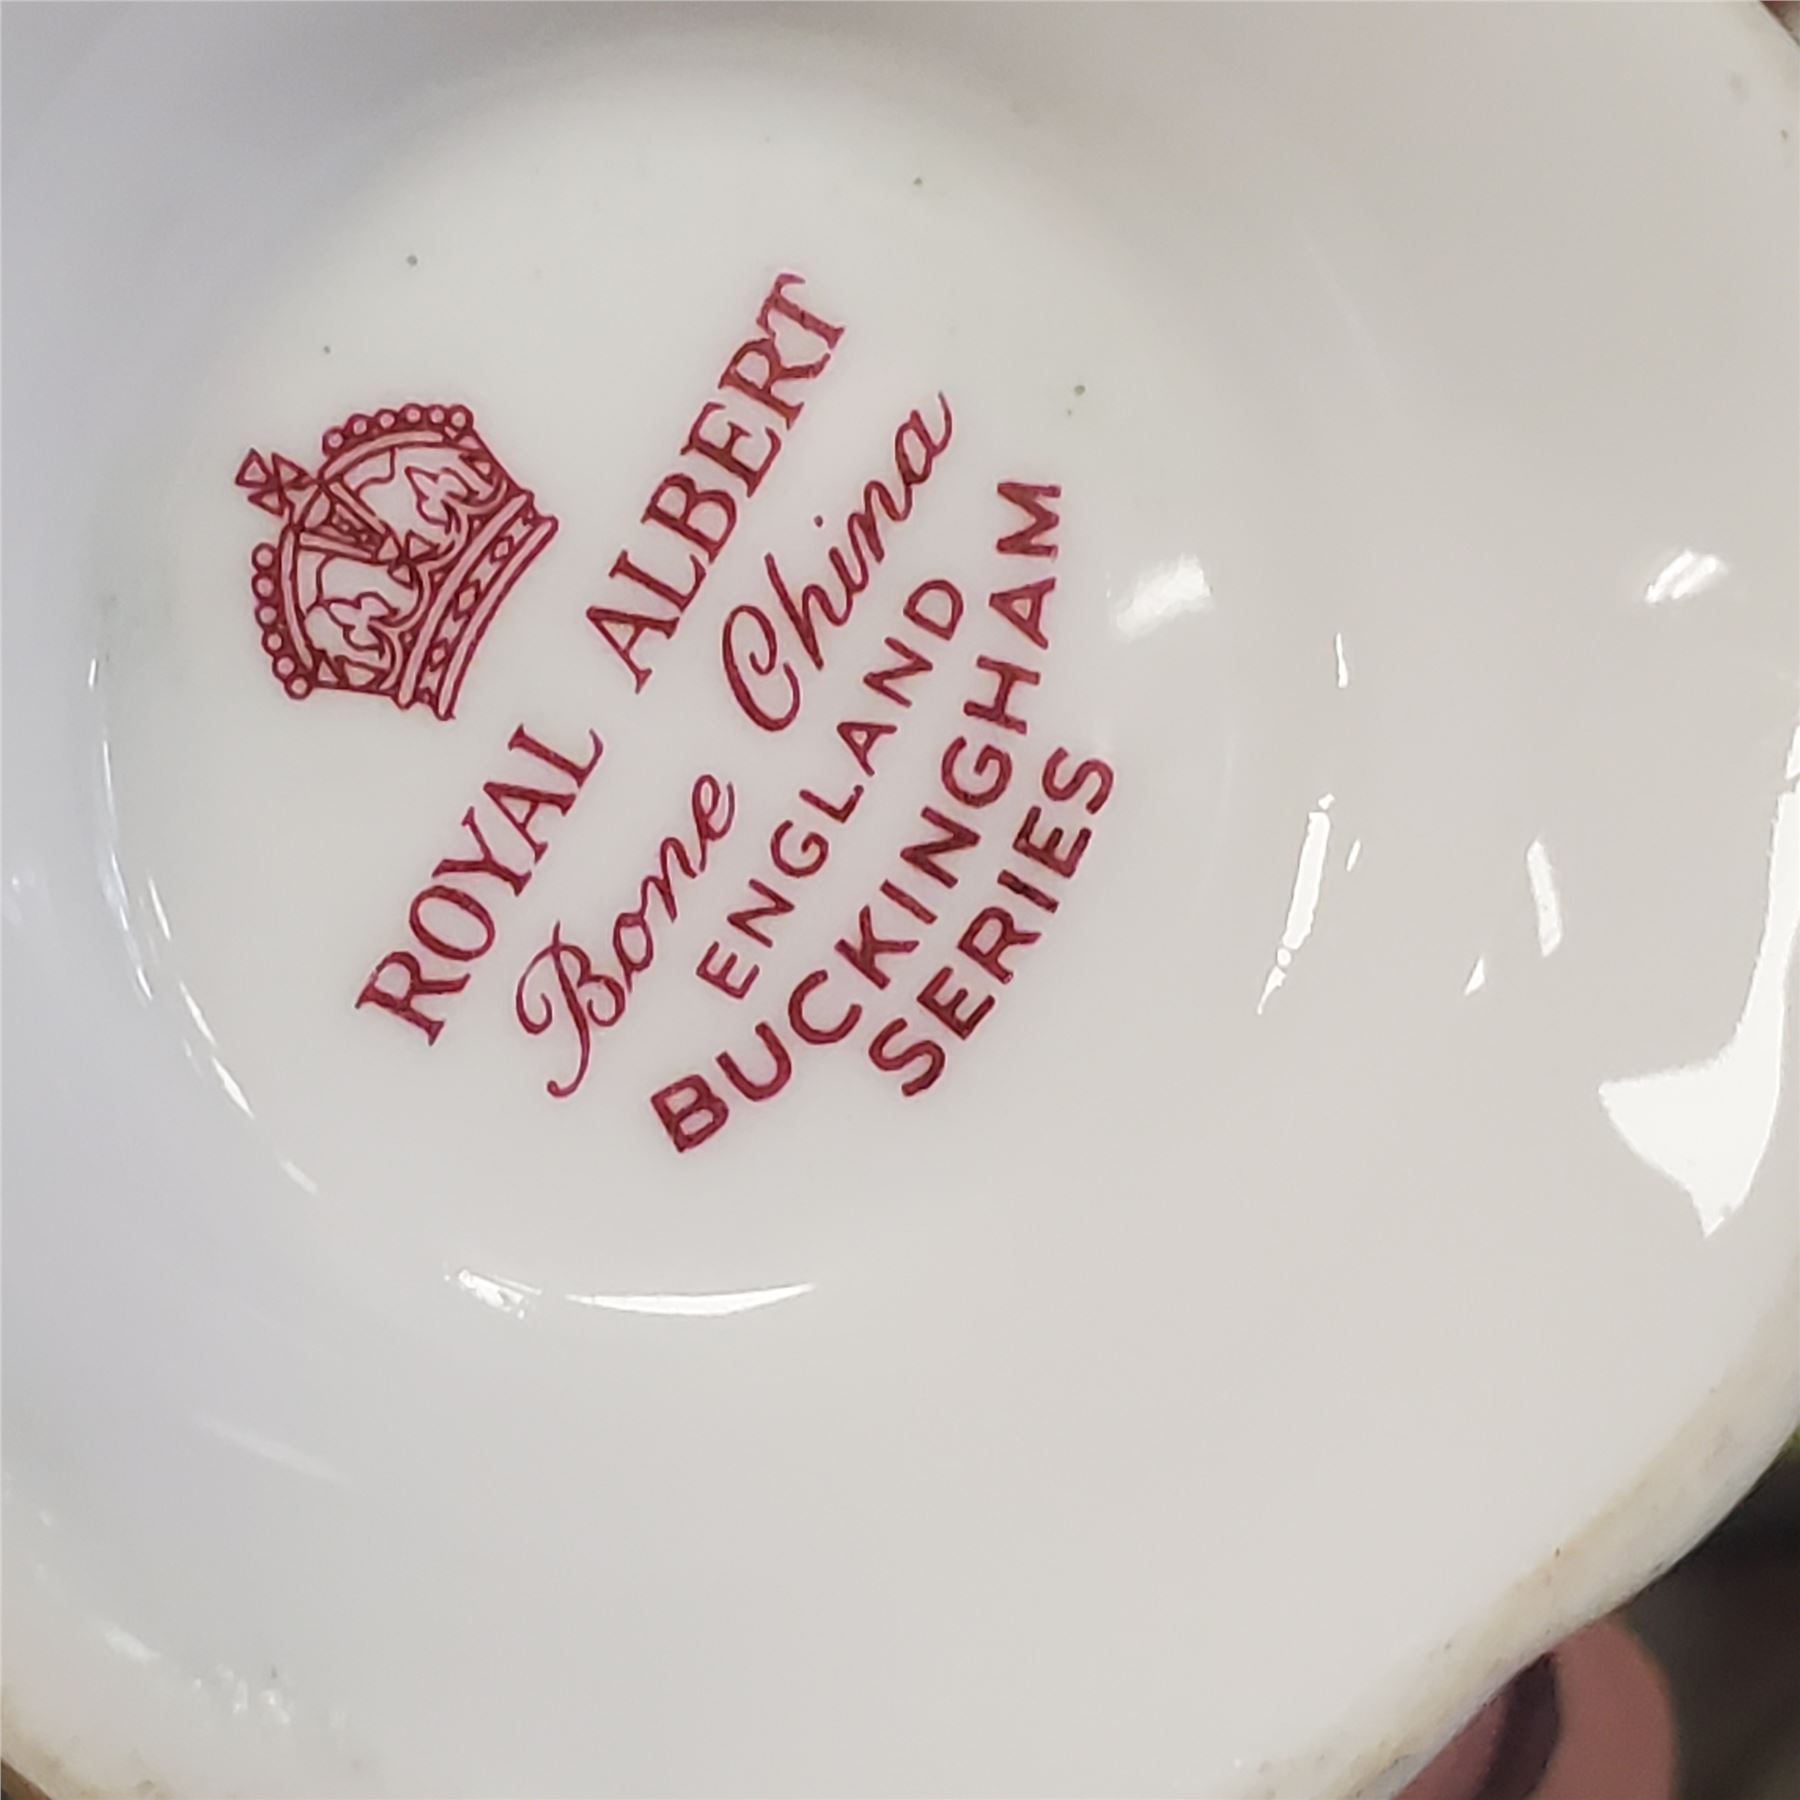 ROYAL ALBERT
Bone China
ENGLAND
BUCKINGHAM
SERIES